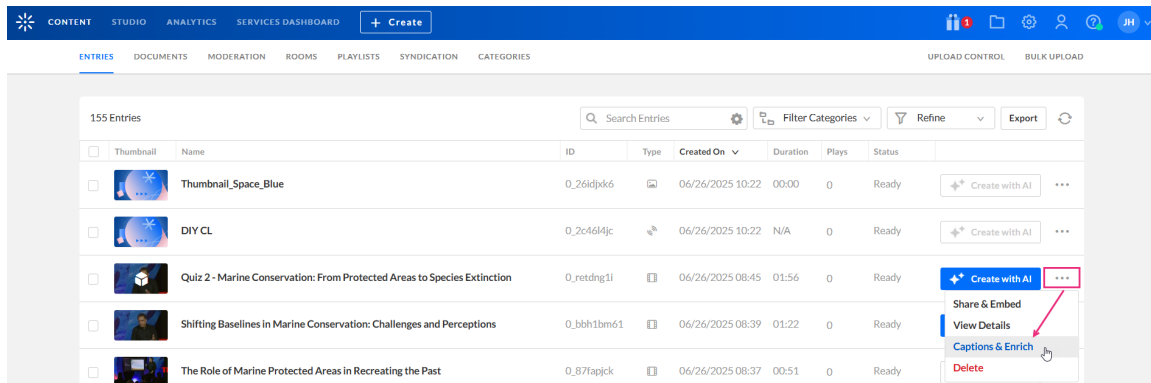 CONTENT STUDIO ANALYTICS SERVICES DASHBOARD + Create 1 JH
ENTRIES DOCUMENTS MODERATION ROOMS PLAYLISTS SYNDICATION CATEGORIES UPLOAD CONTROL BULK UPLOAD
155 Entries Search Entries Filter Categories Refine Export
Thumbnail Name ID Type Created On Duration Plays Status
Thumbnail_Space_Blue 0_26idjxk6 06/26/2025 10:22 00:00 0 Ready Create with AI
DIY CL 0_2c46l4jc 06/26/2025 10:22 N/A 0 Ready Create with AI
Quiz 2 - Marine Conservation: From Protected Areas to Species Extinction 0_retdng1i 06/26/2025 08:45 01:56 0 Ready Create with AI
Share & Embed
Shifting Baselines in Marine Conservation: Challenges and Perceptions 0_bbh1bm61 06/26/2025 08:39 01:22 0 Ready View Details
Captions & Enrich
The Role of Marine Protected Areas in Recreating the Past 0_87fapjck 06/26/2025 08:37 00:51 0 Ready Delete